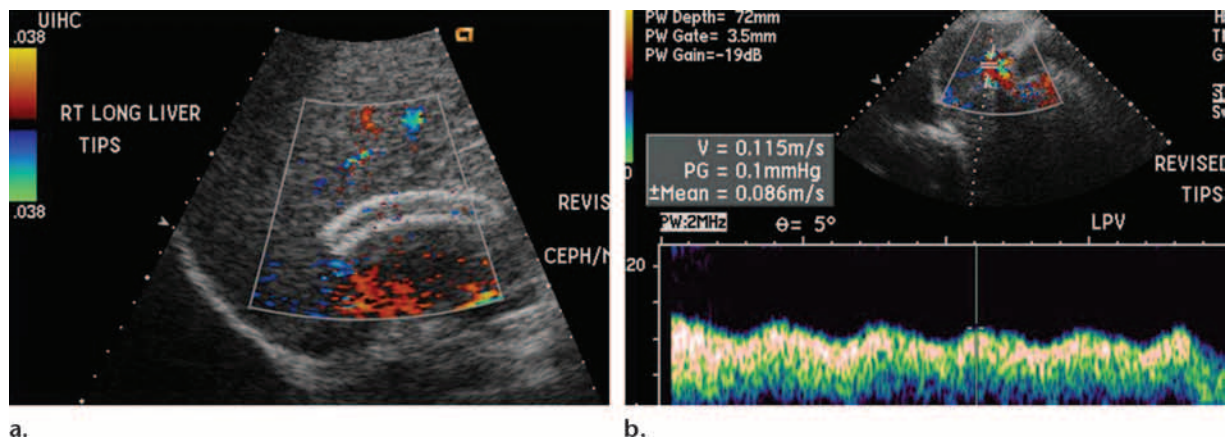 UIHC
.038
RT LONG LIVER
TIPS
.038
REVIS
CEPH/
a.
PW Depth= 72mm
PW Gate= 3.5mm
PW Gain=-19dB
V = 0.115m/s
PG = 0.1mmHg
±Mean = 0.086m/s
REVISED
TIPS
PW:2MHz
θ= 5°
LPV
20
b.